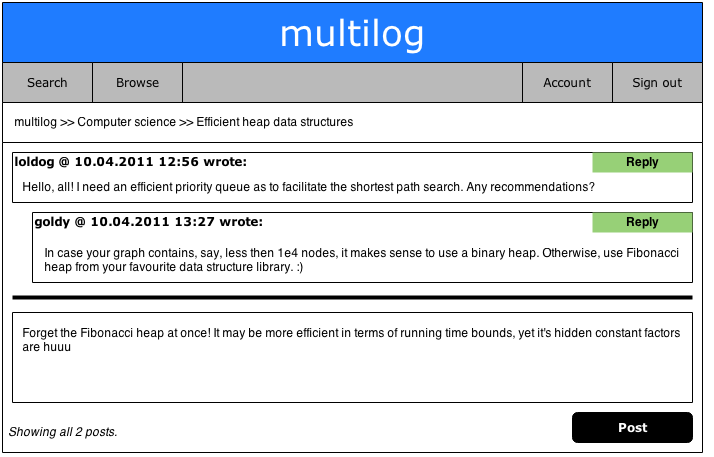 multilog
Search Browse Account Sign out
multilog >> Computer science >> Efficient heap data structures
loldog @ 10.04.2011 12:56 wrote: Reply
Hello, all! I need an efficient priority queue as to facilitate the shortest path search. Any recommendations?
goldy @ 10.04.2011 13:27 wrote: Reply
In case your graph contains, say, less then 1e4 nodes, it makes sense to use a binary heap. Otherwise, use Fibonacci
heap from your favourite data structure library. :)
Forget the Fibonacci heap at once! It may be more efficient in terms of running time bounds, yet it's hidden constant factors
are huuu
Showing all 2 posts. Post